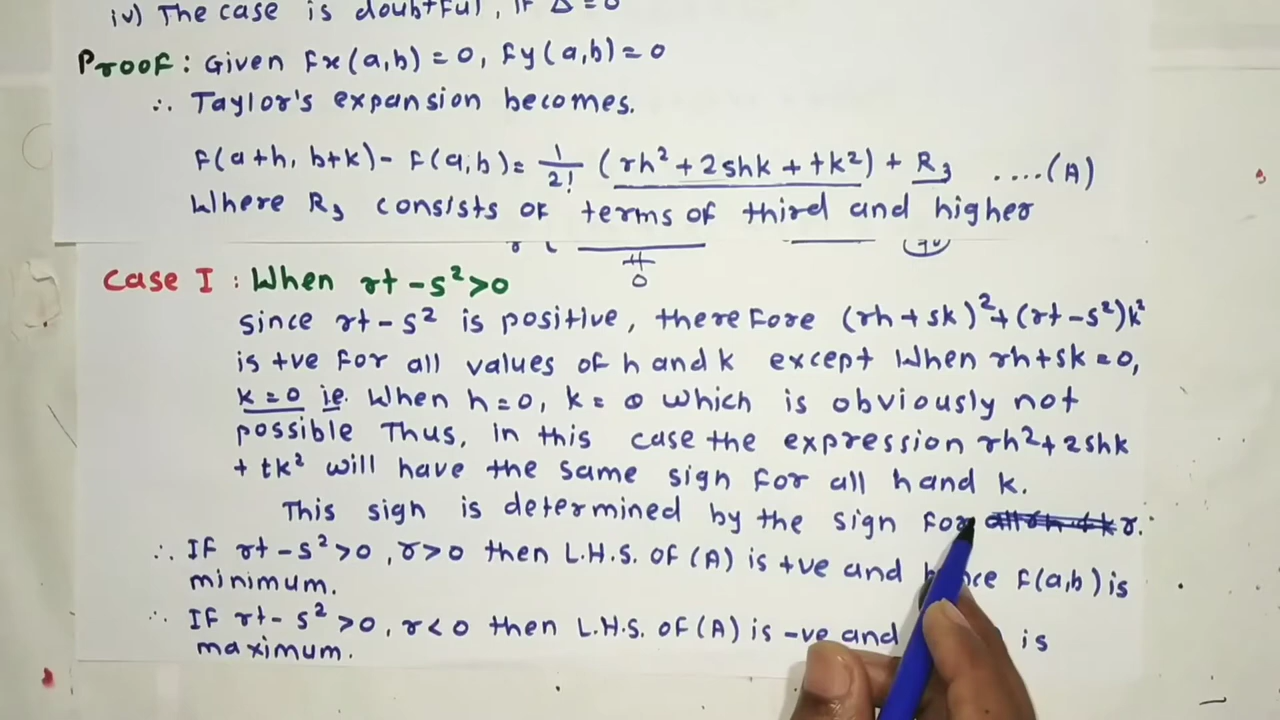 iv) The case is doubtful, if Δ = 0
Proof: Given Fx(a,b) = 0, Fy(a,b) = 0
∴ Taylor's expansion becomes.
F(a+h, b+k) - F(a,b) = 1/2! (rh² + 2shk + tk²) + R₃ ....(A)
Where R₃ consists of terms of third and higher
0
Case I : When rt - s² > 0
Since rt - s² is positive, therefore (rh + sk)² + (rt - s²)k²
is +ve for all values of h and k except When rh + sk = 0,
k = 0 ie. When h = 0, k = 0 which is obviously not
possible Thus, in this case the expression rh² + 2shk
+ tk² will have the same sign for all h and k.
This sign is determined by the sign for r.
∴ If rt - s² > 0, r > 0 then L.H.S. of (A) is +ve and F(a,b) is
minimum.
∴ If rt - s² > 0, r < 0 then L.H.S. of (A) is -ve and is
maximum.